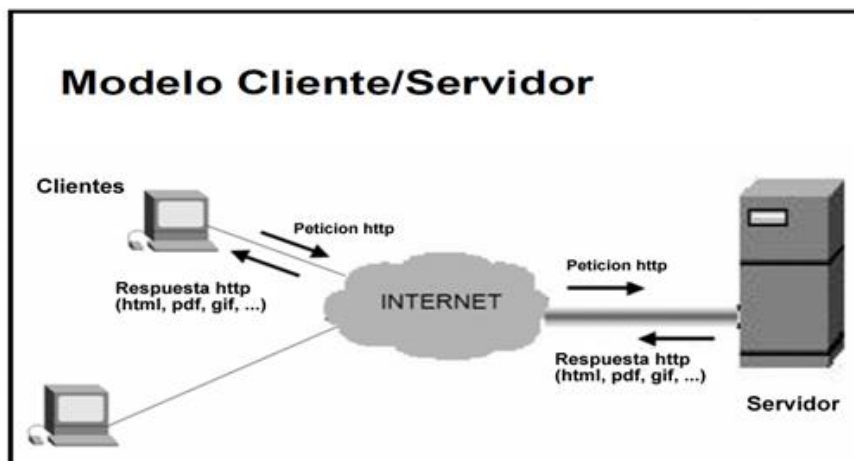 Modelo Cliente/Servidor
Clientes
Peticion http
Respuesta http
(html, pdf, gif, ...)
INTERNET
Peticion http
Respuesta http
(html, pdf, gif, ...)
Servidor